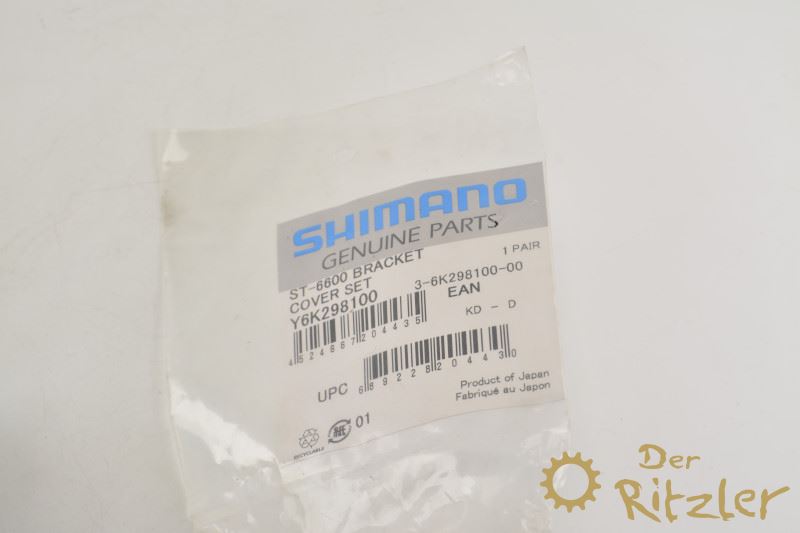 SHIMANO
GENUINE PARTS
ST-6600 BRACKET 1 PAIR
COVER SET 3-6K298100-00
Y6K298100 EAN
4524667204435 KD - D
UPC 689228204430
Product of Japan
Fabriqué au Japon
RECYCLABLE 01
Der
Ritzler